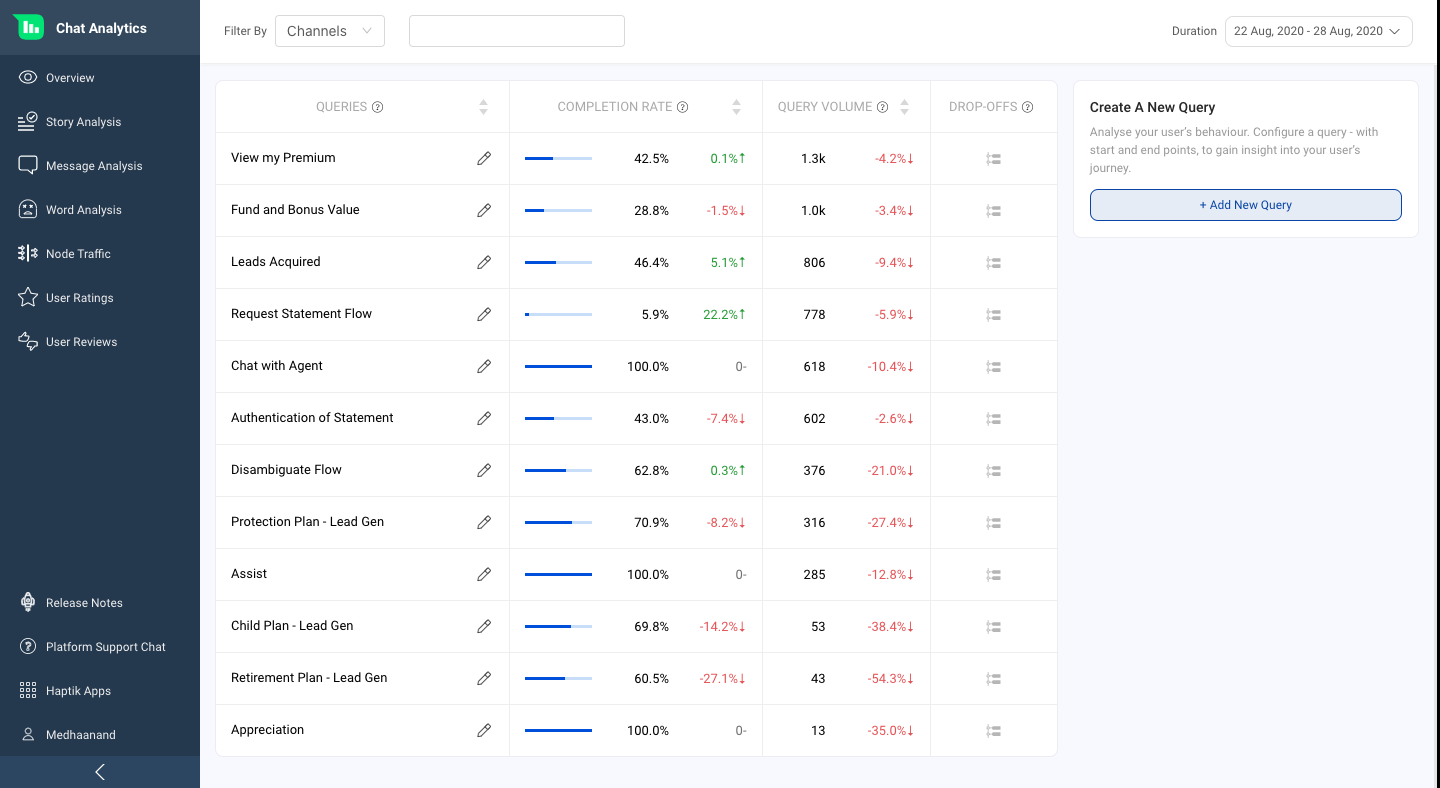 Chat Analytics
Overview
Story Analysis
Message Analysis
Word Analysis
Node Traffic
User Ratings
User Reviews
Release Notes
Platform Support Chat
Haptik Apps
Medhaanand
Filter By Channels
Duration 22 Aug, 2020 - 28 Aug, 2020
QUERIES ? COMPLETION RATE ? QUERY VOLUME ? DROP-OFFS ?
View my Premium 42.5% 0.1%↑ 1.3k -4.2%↓
Fund and Bonus Value 28.8% -1.5%↓ 1.0k -3.4%↓
Leads Acquired 46.4% 5.1%↑ 806 -9.4%↓
Request Statement Flow 5.9% 22.2%↑ 778 -5.9%↓
Chat with Agent 100.0% 0- 618 -10.4%↓
Authentication of Statement 43.0% -7.4%↓ 602 -2.6%↓
Disambiguate Flow 62.8% 0.3%↑ 376 -21.0%↓
Protection Plan - Lead Gen 70.9% -8.2%↓ 316 -27.4%↓
Assist 100.0% 0- 285 -12.8%↓
Child Plan - Lead Gen 69.8% -14.2%↓ 53 -38.4%↓
Retirement Plan - Lead Gen 60.5% -27.1%↓ 43 -54.3%↓
Appreciation 100.0% 0- 13 -35.0%↓
Create A New Query
Analyse your user's behaviour. Configure a query - with
start and end points, to gain insight into your user's
journey.
+ Add New Query